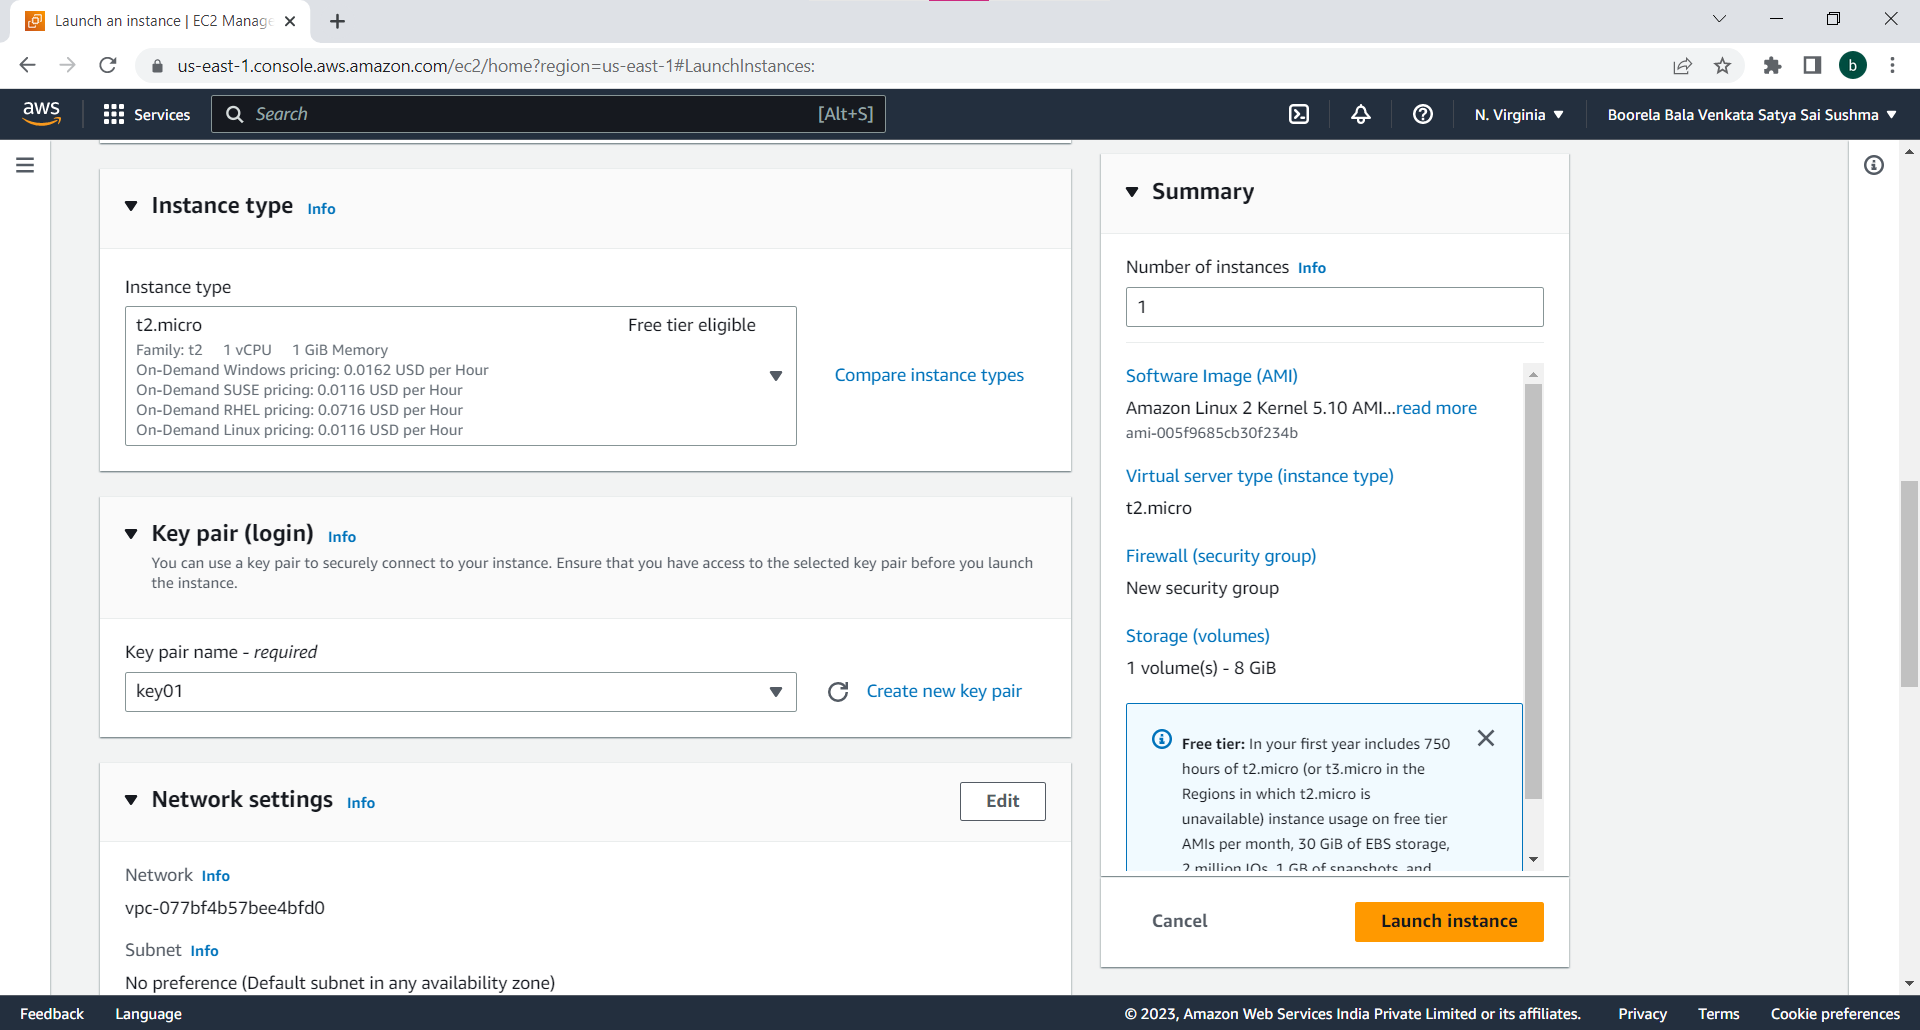 Launch an instance | EC2 Manage
us-east-1.console.aws.amazon.com/ec2/home?region=us-east-1#LaunchInstances:
b
aws
Services
Search
[Alt+S]
N. Virginia
Boorela Bala Venkata Satya Sai Sushma
Instance type Info
Instance type
t2.micro
Free tier eligible
Family: t2 1 vCPU 1 GiB Memory
On-Demand Windows pricing: 0.0162 USD per Hour
On-Demand SUSE pricing: 0.0116 USD per Hour
On-Demand RHEL pricing: 0.0716 USD per Hour
On-Demand Linux pricing: 0.0116 USD per Hour
Compare instance types
Key pair (login) Info
You can use a key pair to securely connect to your instance. Ensure that you have access to the selected key pair before you launch
the instance.
Key pair name - required
key01
Create new key pair
Network settings Info
Edit
Network Info
vpc-077bf4b57bee4bfd0
Subnet Info
No preference (Default subnet in any availability zone)
Summary
Number of instances Info
1
Software Image (AMI)
Amazon Linux 2 Kernel 5.10 AMI...read more
ami-005f9685cb30f234b
Virtual server type (instance type)
t2.micro
Firewall (security group)
New security group
Storage (volumes)
1 volume(s) - 8 GiB
Free tier: In your first year includes 750
hours of t2.micro (or t3.micro in the
Regions in which t2.micro is
unavailable) instance usage on free tier
AMIs per month, 30 GiB of EBS storage,
2 million IOs, 1 GB of snapshots, and
Cancel
Launch instance
Feedback
Language
© 2023, Amazon Web Services India Private Limited or its affiliates.
Privacy
Terms
Cookie preferences